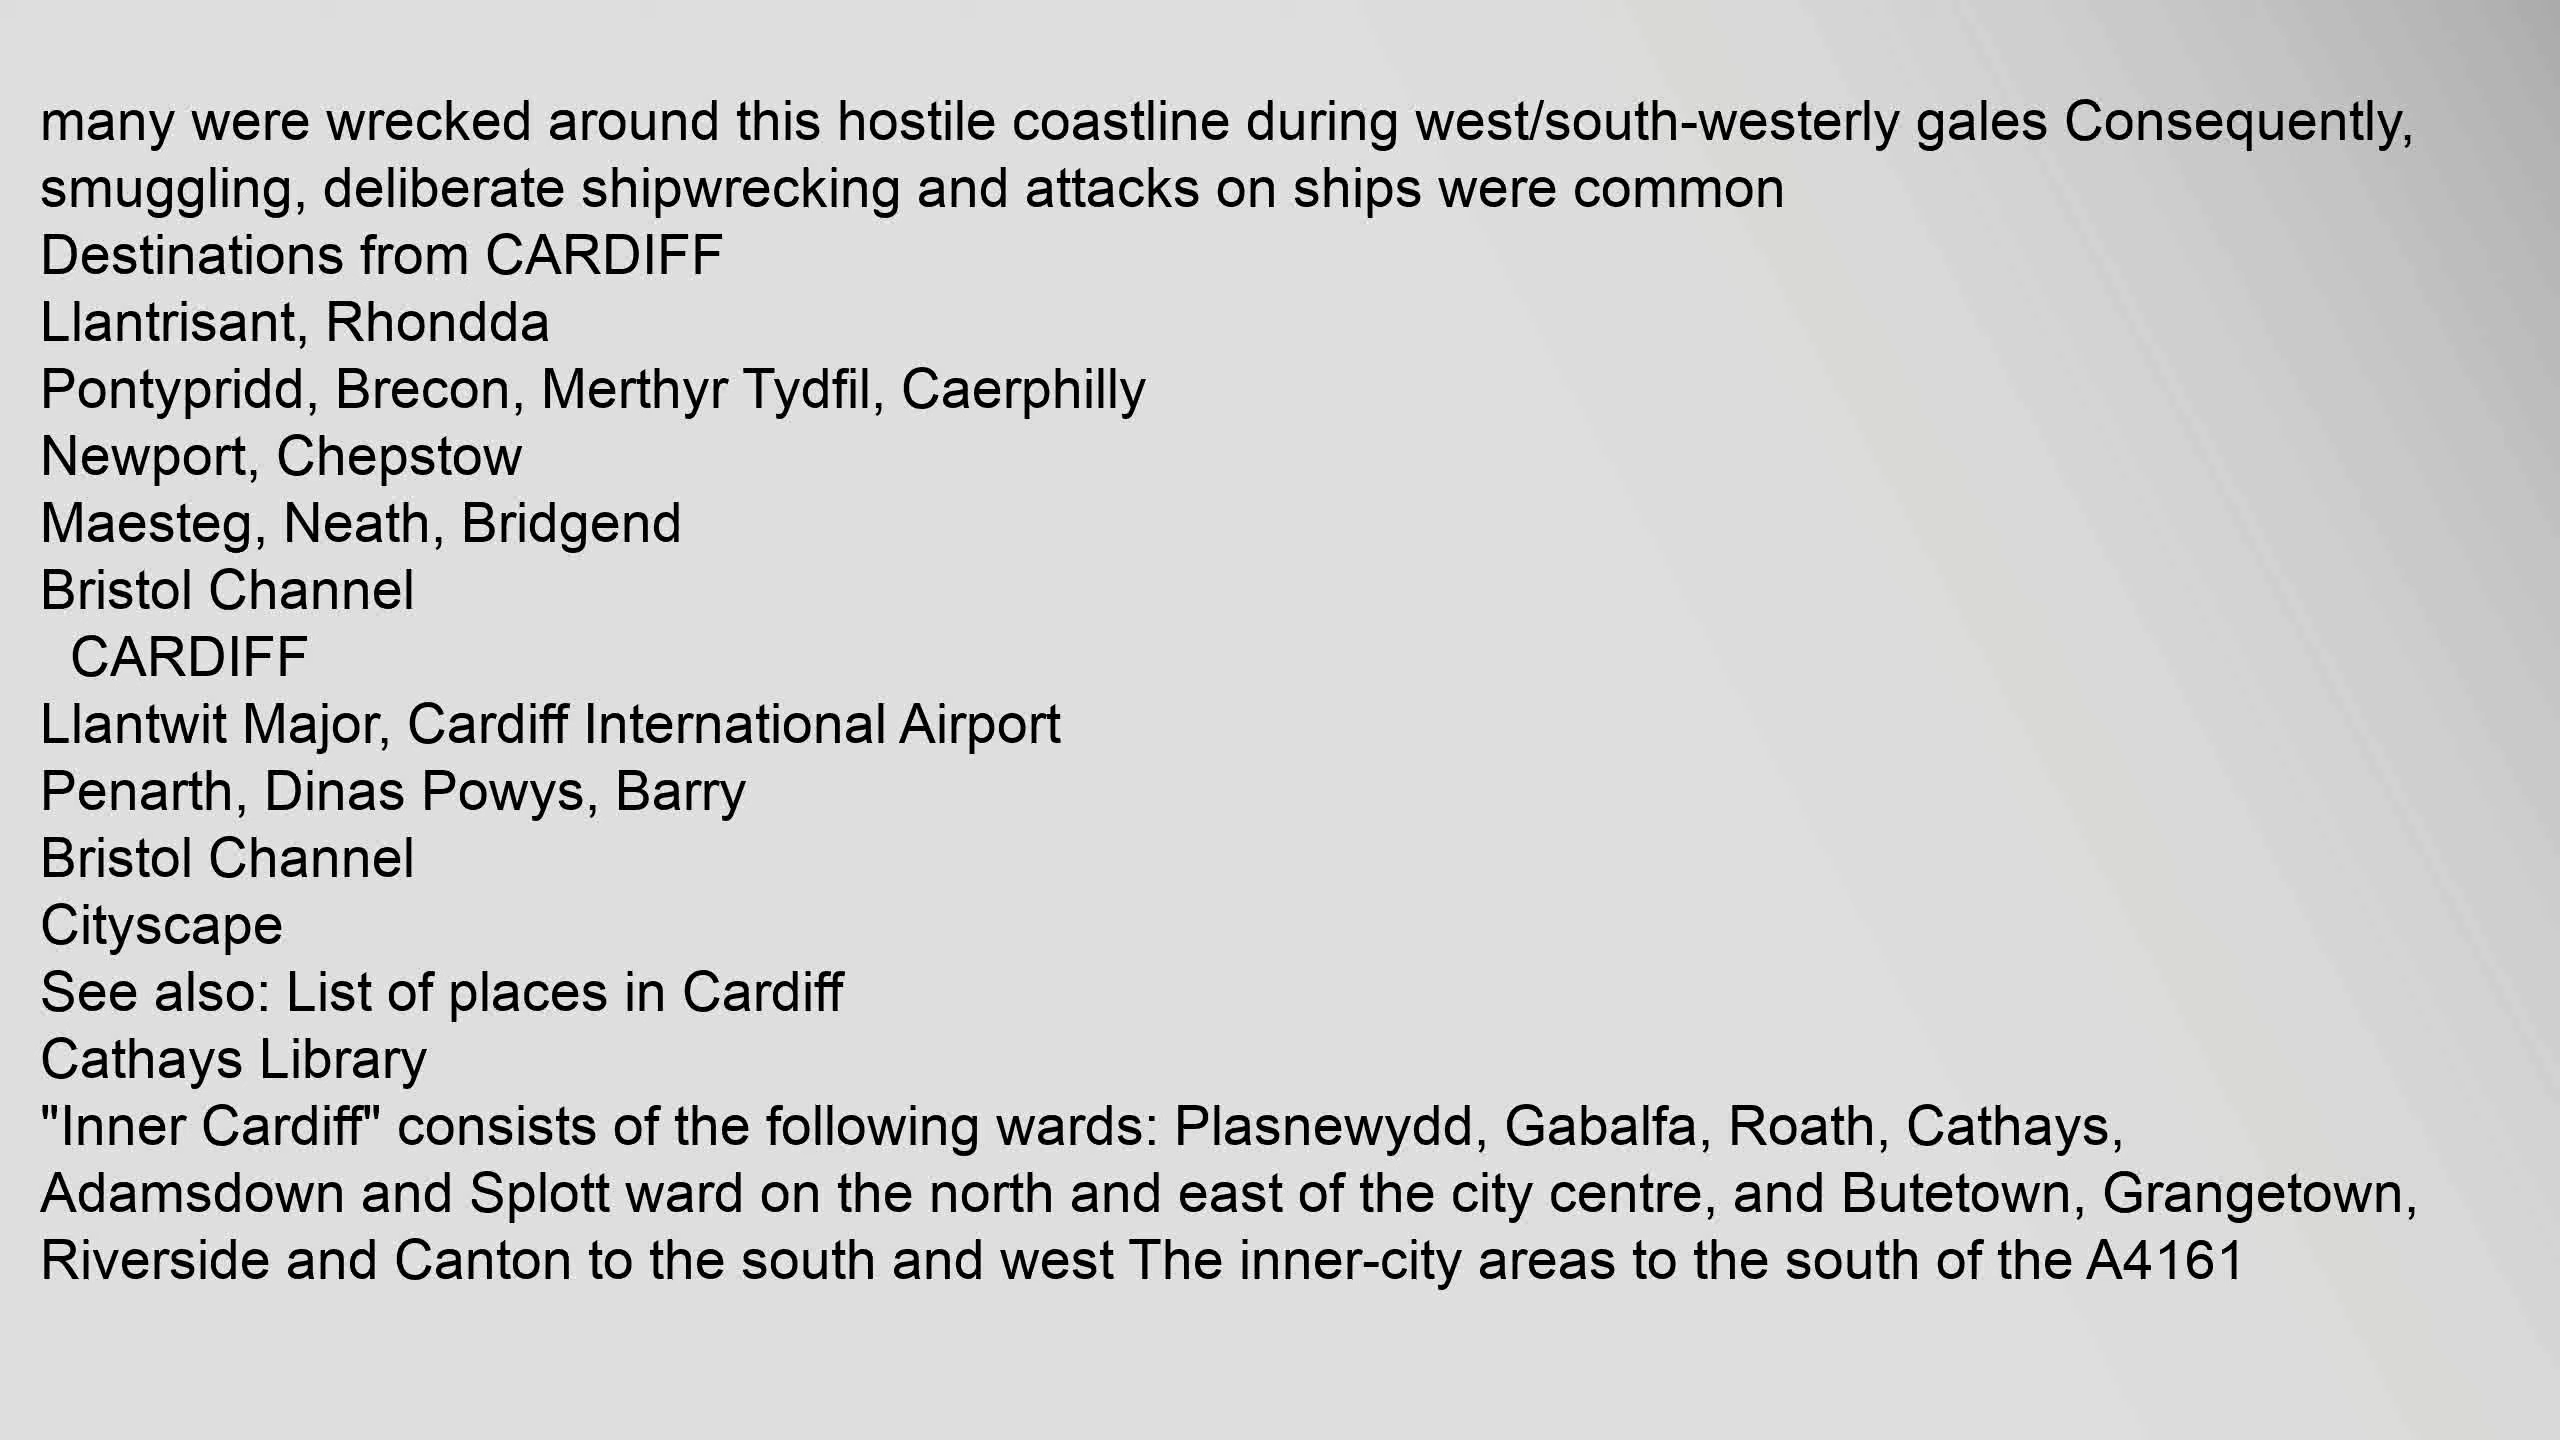 many were wrecked around this hostile coastline during west/south-westerly gales Consequently,
smuggling, deliberate shipwrecking and attacks on ships were common
Destinations from CARDIFF
Llantrisant, Rhondda
Pontypridd, Brecon, Merthyr Tydfil, Caerphilly
Newport, Chepstow
Maesteg, Neath, Bridgend
Bristol Channel
CARDIFF
Llantwit Major, Cardiff International Airport
Penarth, Dinas Powys, Barry
Bristol Channel
Cityscape
See also: List of places in Cardiff
Cathays Library
"Inner Cardiff" consists of the following wards: Plasnewydd, Gabalfa, Roath, Cathays,
Adamsdown and Splott ward on the north and east of the city centre, and Butetown, Grangetown,
Riverside and Canton to the south and west The inner-city areas to the south of the A4161